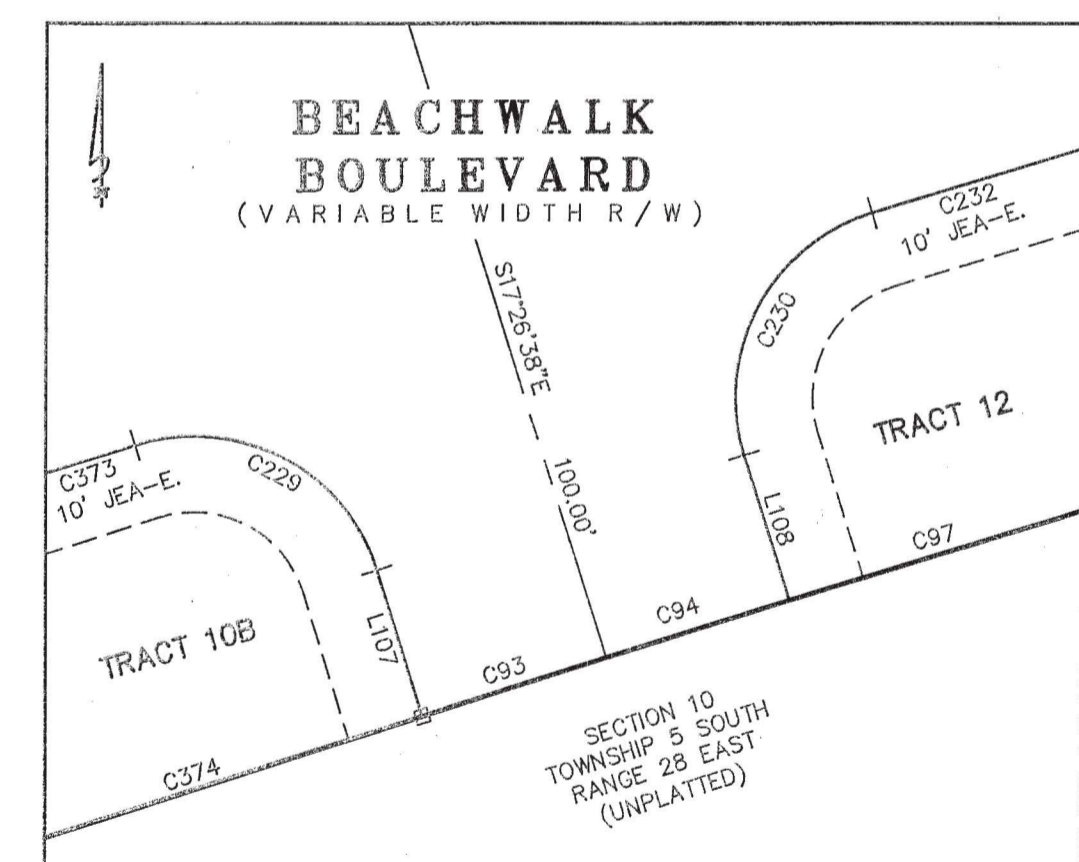 BEACHWALK
BOULEVARD
(VARIABLE WIDTH R/W)
C232
10' JEA-E.
S17°26'38"E
C230
TRACT 12
C373
10' JEA-E.
C229
100.00'
L108
C97
C94
L107
TRACT 10B
C93
SECTION 10
TOWNSHIP 5 SOUTH
RANGE 28 EAST
(UNPLATTED)
C374